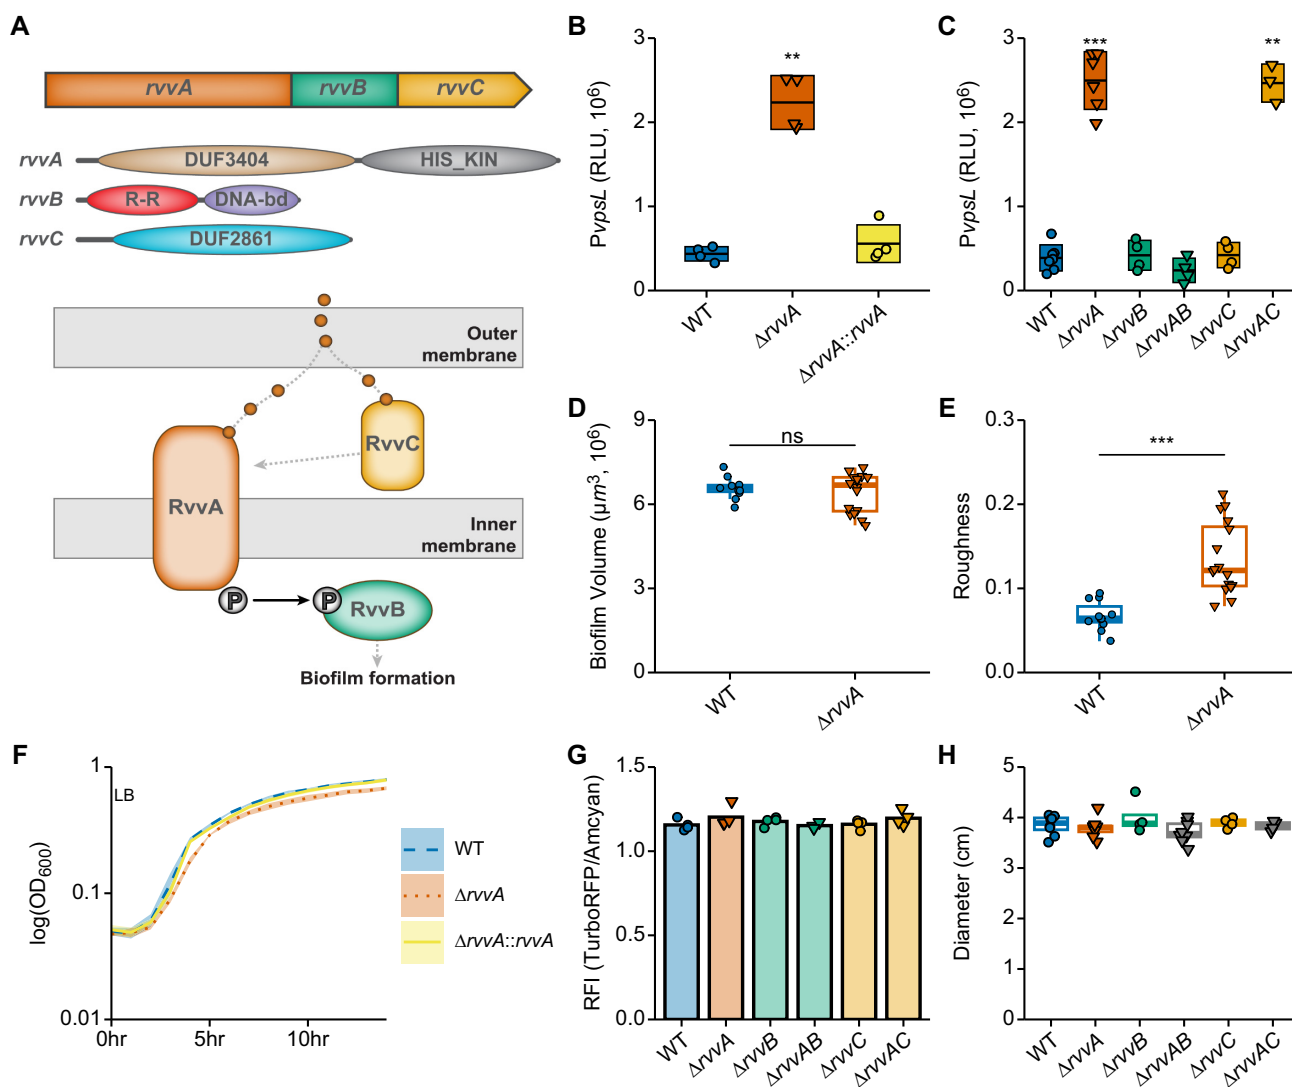 A
rvvA rvvB rvvC
rvvA DUF3404 HIS_KIN
rvvB R-R DNA-bd
rvvC DUF2861
Outer
membrane
RvvC
RvvA
Inner
membrane
P P RvvB
Biofilm formation
B
PvpsL (RLU, 10⁶)
3
2
1
0
**
WT ΔrvvA ΔrvvA::rvvA
C
PvpsL (RLU, 10⁶)
3
2
1
0
*** **
WT ΔrvvA ΔrvvB ΔrvvAB ΔrvvC ΔrvvAC
D
Biofilm Volume (μm³, 10⁶)
9
6
3
0
ns
WT ΔrvvA
E
Roughness
0.3
0.2
0.1
0.0
***
WT ΔrvvA
F
log(OD₆₀₀)
1
0.1
0.01
LB
0hr 5hr 10hr
WT
ΔrvvA
ΔrvvA::rvvA
G
RFI (TurboRFP/Amcyan)
1.5
1.0
0.5
0.0
WT ΔrvvA ΔrvvB ΔrvvAB ΔrvvC ΔrvvAC
H
Diameter (cm)
5
4
3
2
1
0
WT ΔrvvA ΔrvvB ΔrvvAB ΔrvvC ΔrvvAC